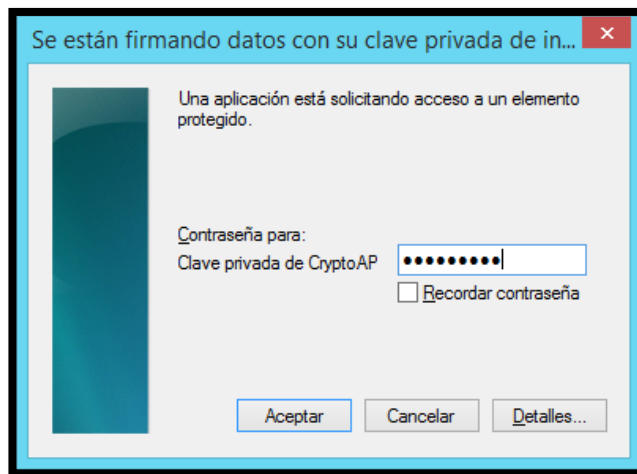 Se están firmando datos con su clave privada de in...
Una aplicación está solicitando acceso a un elemento
protegido.
Contraseña para:
Clave privada de CryptoAP
●●●●●●●●●
Recordar contraseña
Aceptar
Cancelar
Detalles...